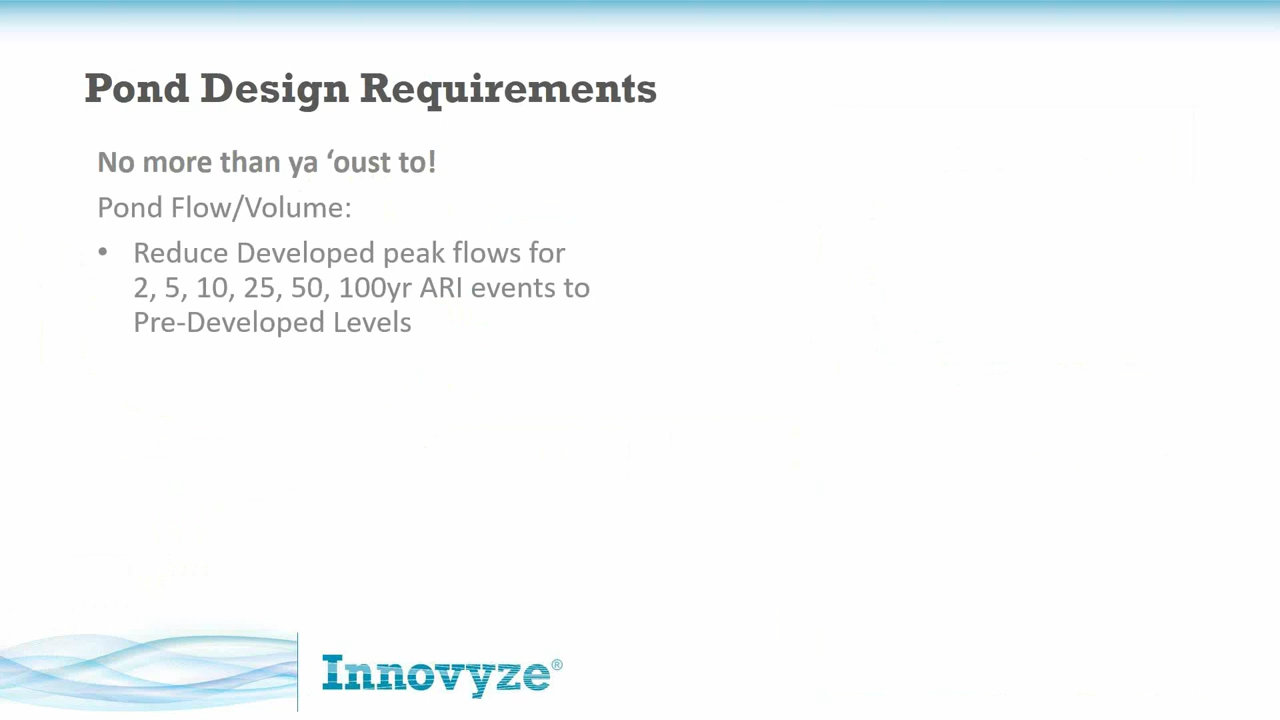 Pond Design Requirements
No more than ya ‘oust to!
Pond Flow/Volume:
• Reduce Developed peak flows for
2, 5, 10, 25, 50, 100yr ARI events to
Pre-Developed Levels
Innovyze®